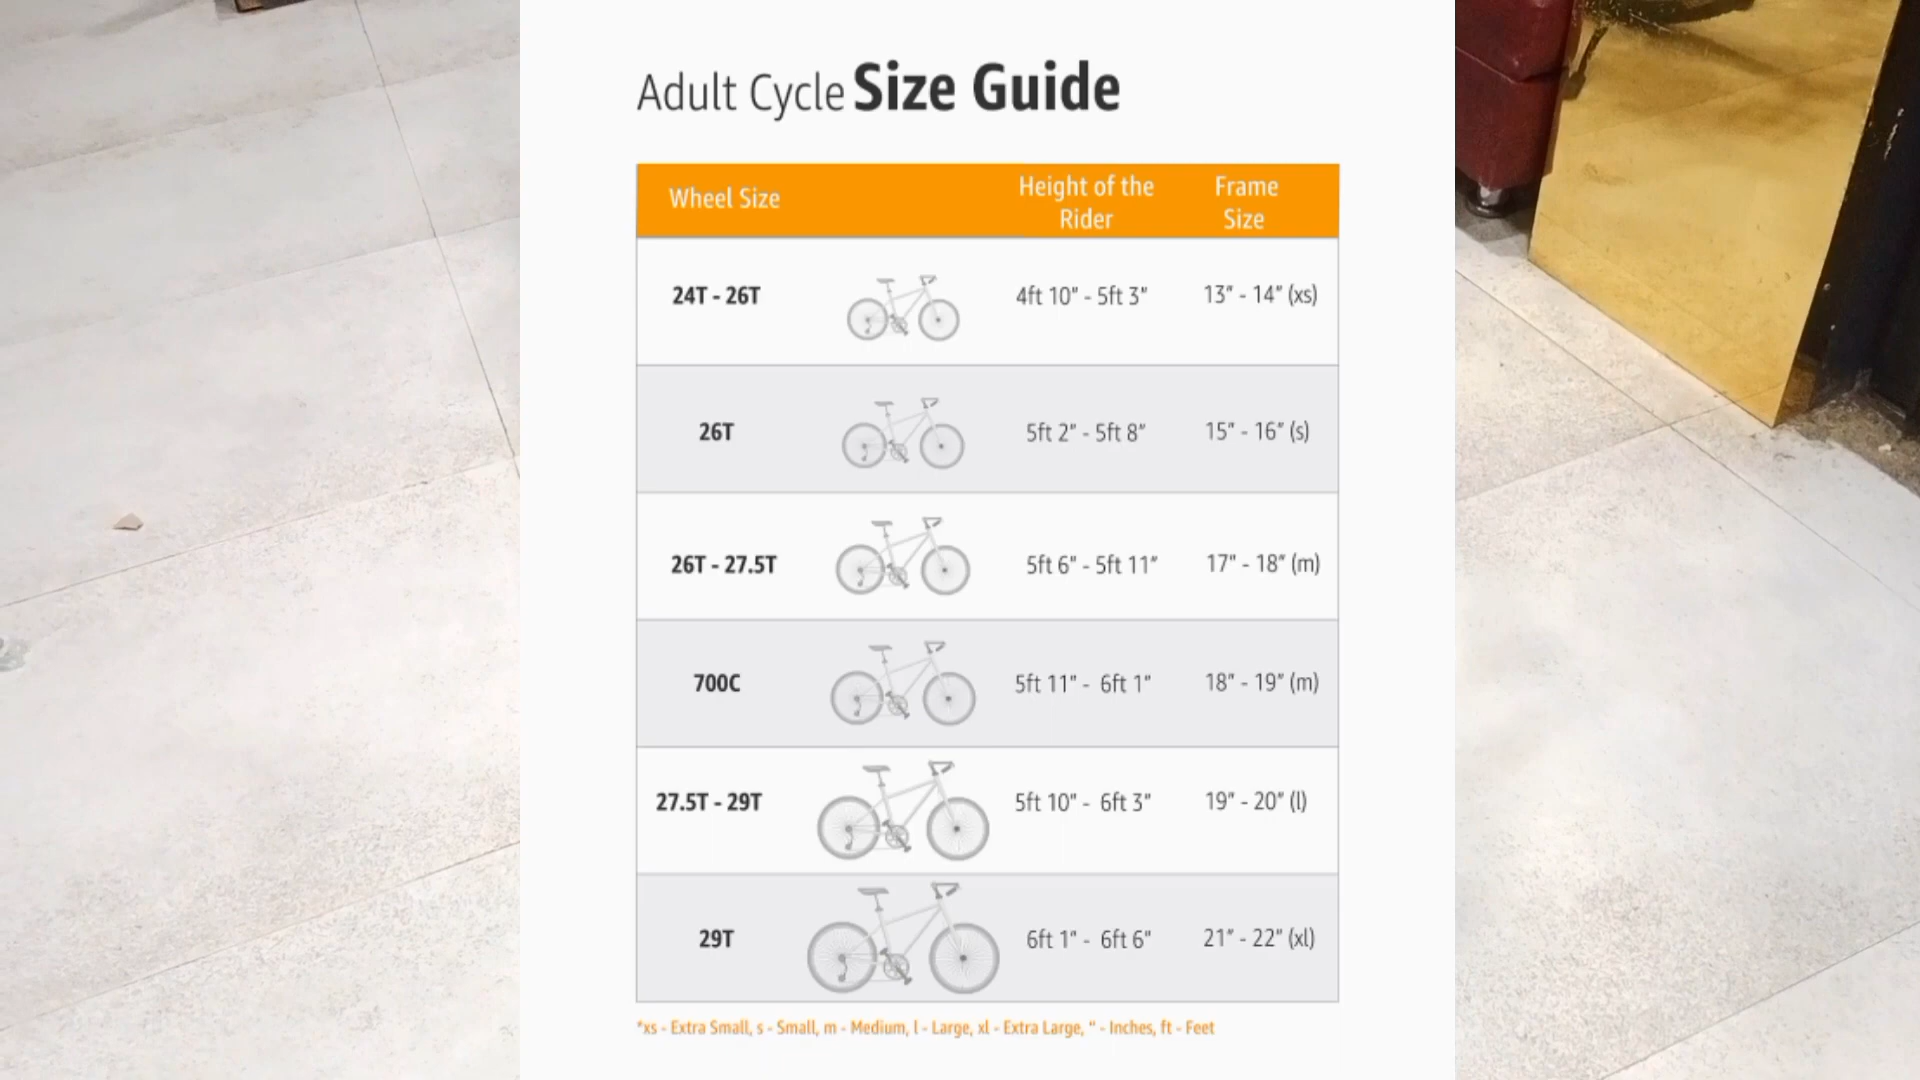 Adult Cycle Size Guide
Wheel Size Height of the Rider Frame Size
24T - 26T 4ft 10" - 5ft 3" 13" - 14" (xs)
26T 5ft 2" - 5ft 8" 15" - 16" (s)
26T - 27.5T 5ft 6" - 5ft 11" 17" - 18" (m)
700C 5ft 11" - 6ft 1" 18" - 19" (m)
27.5T - 29T 5ft 10" - 6ft 3" 19" - 20" (l)
29T 6ft 1" - 6ft 6" 21" - 22" (xl)
*xs - Extra Small, s - Small, m - Medium, l - Large, xl - Extra Large, " - Inches, ft - Feet